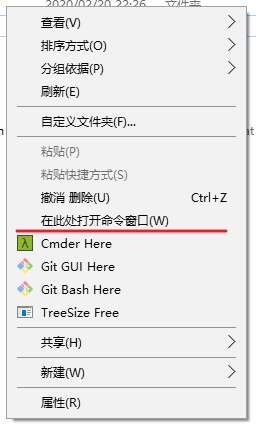 2020/02/20 22:26 文件夹
查看(V)
排序方式(O)
分组依据(P)
刷新(E)
自定义文件夹(F)...
粘贴(P)
粘贴快捷方式(S)
撤消 删除(U) Ctrl+Z
在此处打开命令窗口(W)
Cmder Here
Git GUI Here
Git Bash Here
TreeSize Free
共享(H)
新建(W)
属性(R)